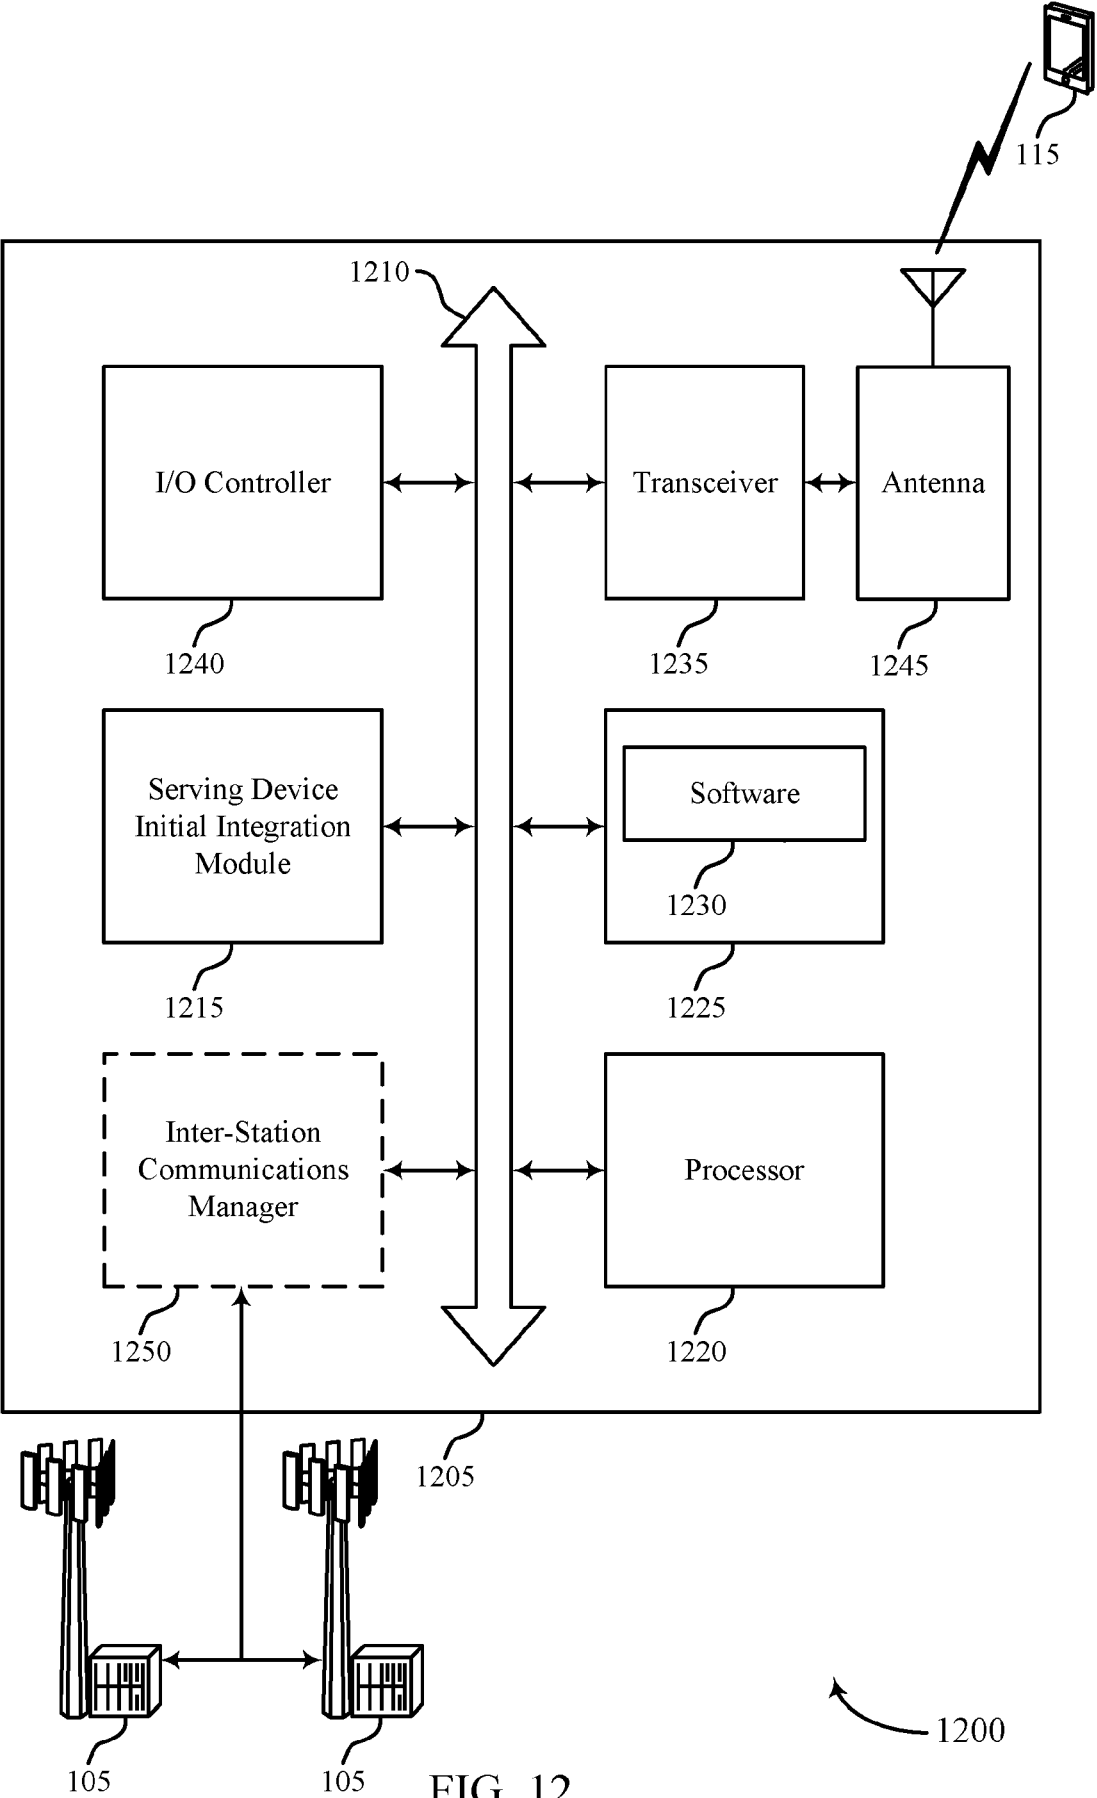 115
1210
I/O Controller
Transceiver
Antenna
1240
1235
1245
Serving Device
Initial Integration
Module
Software
1230
1215
1225
Inter-Station
Communications
Manager
Processor
1250
1220
1205
1200
105
105
FIG. 12